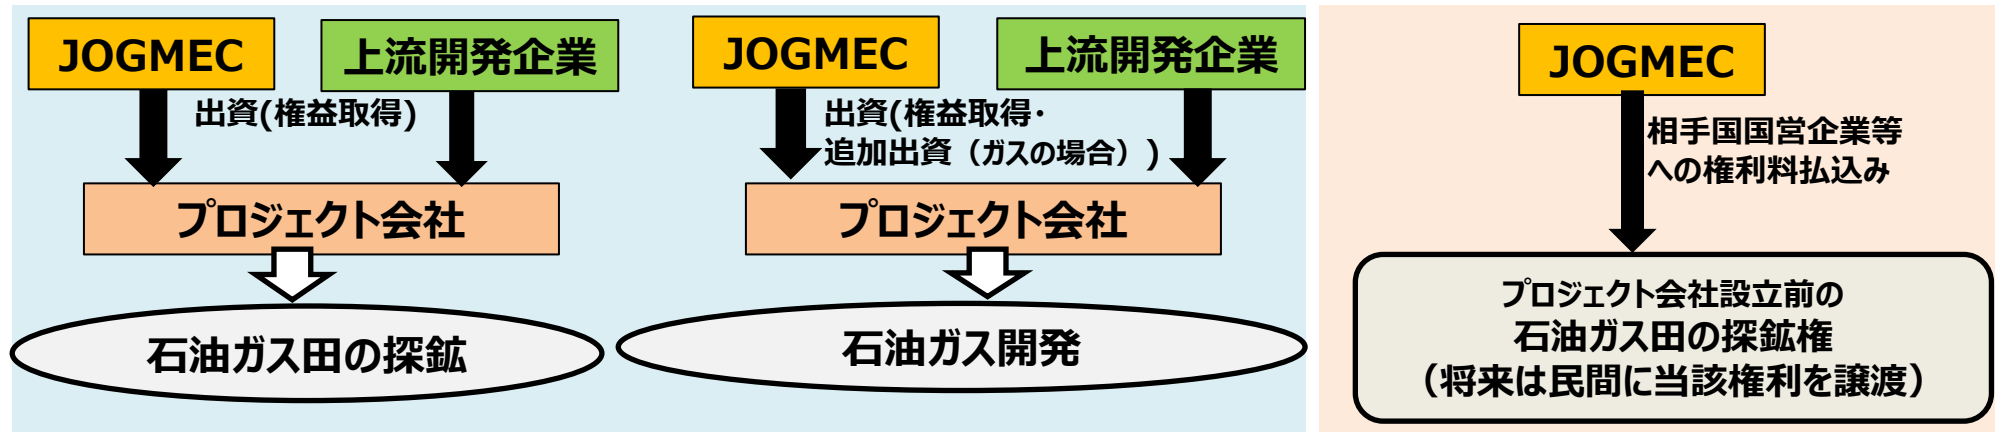 JOGMEC
上流開発企業
出資(権益取得)
プロジェクト会社
石油ガス田の探鉱
JOGMEC
上流開発企業
出資(権益取得・
追加出資（ガスの場合）)
プロジェクト会社
石油ガス開発
JOGMEC
相手国国営企業等
への権利料払込み
プロジェクト会社設立前の
石油ガス田の探鉱権
（将来は民間に当該権利を譲渡）